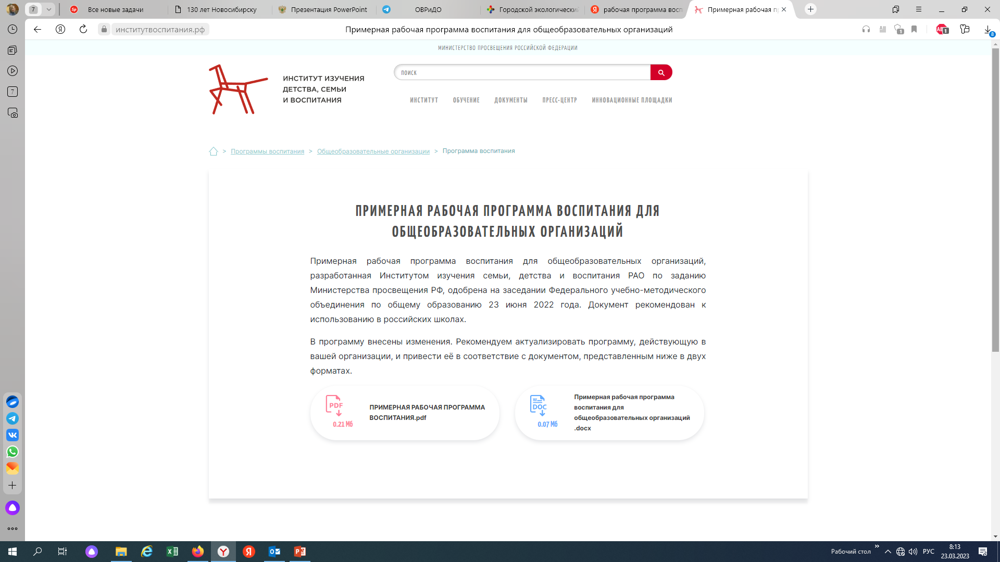 7
Все новые задачи
130 лет Новосибирску
Презентация PowerPoint
ОВРиДО
Городской экологический
рабочая программа восп
Примерная рабочая п
институтвоспитания.рф
Примерная рабочая программа воспитания для общеобразовательных организаций
1
1
8
МИНИСТЕРСТВО ПРОСВЕЩЕНИЯ РОССИЙСКОЙ ФЕДЕРАЦИИ
ИНСТИТУТ ИЗУЧЕНИЯ
ДЕТСТВА, СЕМЬИ
И ВОСПИТАНИЯ
ПОИСК
ИНСТИТУТ ОБУЧЕНИЕ ДОКУМЕНТЫ ПРЕСС-ЦЕНТР ИННОВАЦИОННЫЕ ПЛОЩАДКИ
7
> Программы воспитания > Общеобразовательные организации > Программа воспитания
ПРИМЕРНАЯ РАБОЧАЯ ПРОГРАММА ВОСПИТАНИЯ ДЛЯ
ОБЩЕОБРАЗОВАТЕЛЬНЫХ ОРГАНИЗАЦИЙ
Примерная рабочая программа воспитания для общеобразовательных организаций,
разработанная Институтом изучения семьи, детства и воспитания РАО по заданию
Министерства просвещения РФ, одобрена на заседании Федерального учебно-методического
объединения по общему образованию 23 июня 2022 года. Документ рекомендован к
использованию в российских школах.
В программу внесены изменения. Рекомендуем актуализировать программу, действующую в
вашей организации, и привести её в соответствие с документом, представленным ниже в двух
форматах.
PDF
0.21 Мб
ПРИМЕРНАЯ РАБОЧАЯ ПРОГРАММА
ВОСПИТАНИЯ.pdf
W
DOC
0.07 Мб
Примерная рабочая программа
воспитания для
общеобразовательных организаций
.docx
Рабочий стол
РУС
8:13
23.03.2023